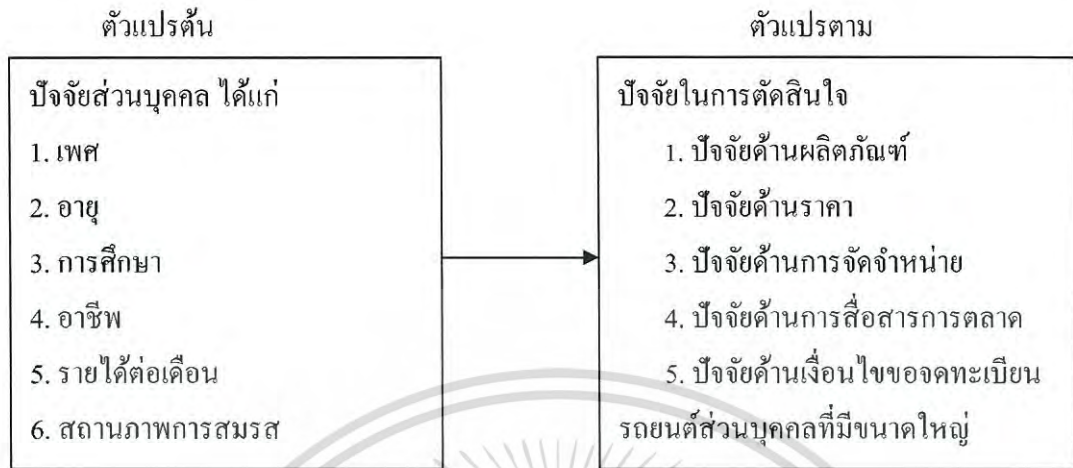 ตัวแปรต้น
ปัจจัยส่วนบุคคล ได้แก่
1. เพศ
2. อายุ
3. การศึกษา
4. อาชีพ
5. รายได้ต่อเดือน
6. สถานภาพการสมรส
ตัวแปรตาม
ปัจจัยในการตัดสินใจ
1. ปัจจัยด้านผลิตภัณฑ์
2. ปัจจัยด้านราคา
3. ปัจจัยด้านการจัดจำหน่าย
4. ปัจจัยด้านการสื่อสารการตลาด
5. ปัจจัยด้านเงื่อนไขขอจดทะเบียน
รถยนต์ส่วนบุคคลที่มีขนาดใหญ่